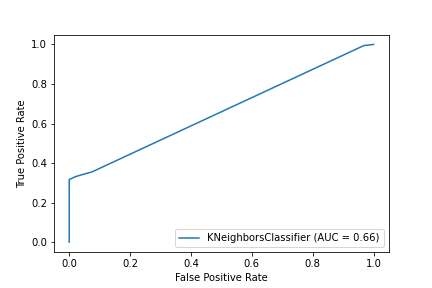 1.0
0.8
0.6
0.4
0.2
0.0
True Positive Rate
KNeighborsClassifier (AUC = 0.66)
0.0 0.2 0.4 0.6 0.8 1.0
False Positive Rate